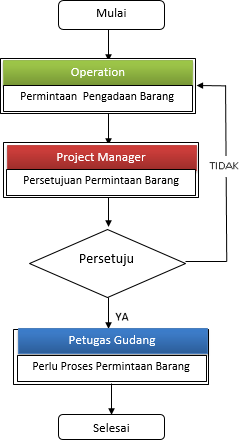 Mulai
Operation
Permintaan Pengadaan Barang
Project Manager
Persetujuan Permintaan Barang
TIDAK
Persetuju
YA
Petugas Gudang
Perlu Proses Permintaan Barang
Selesai